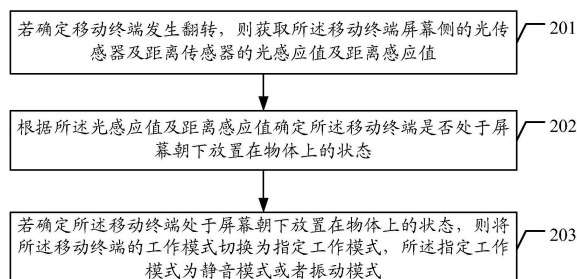 若确定移动终端发生翻转，则获取所述移动终端屏幕侧的光传
感器及距离传感器的光感应值及距离感应值
201
根据所述光感应值及距离感应值确定所述移动终端是否处于屏
幕朝下放置在物体上的状态
202
若确定所述移动终端处于屏幕朝下放置在物体上的状态，则将
所述移动终端的工作模式切换为指定工作模式，所述指定工作
模式为静音模式或者振动模式
203